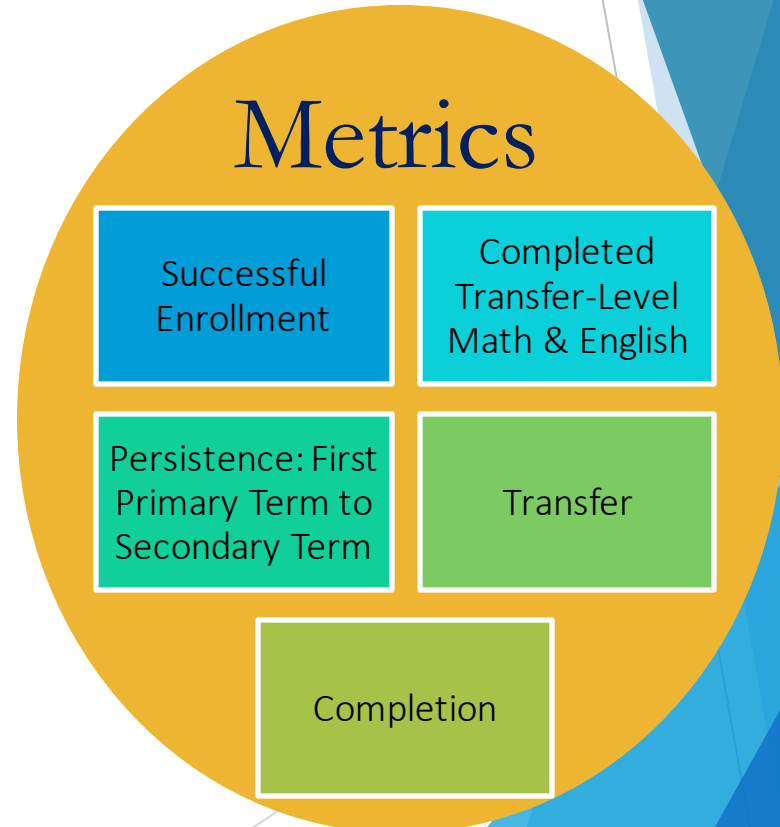 Metrics
Successful
Enrollment
Completed
Transfer-Level
Math & English
Persistence: First
Primary Term to
Secondary Term
Transfer
Completion